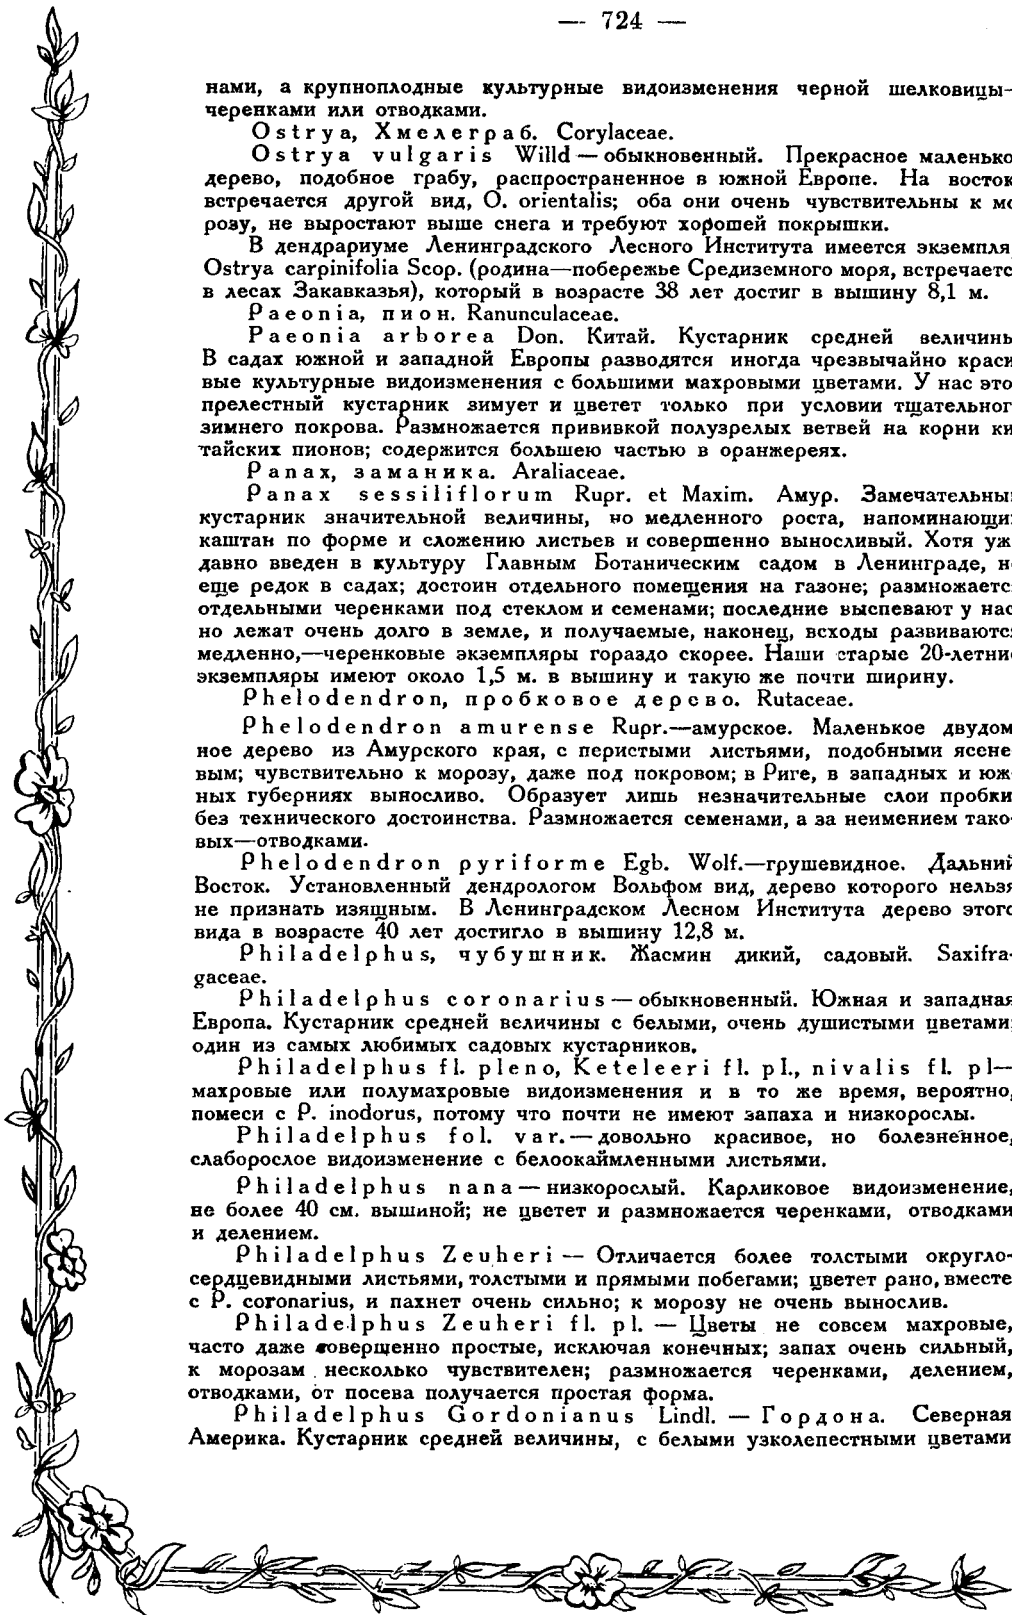 — 724 —
нами, а крупноплодные культурные видоизменения черной шелковицы-
черенками или отводками.
Ostrya, Хмелеграб. Corylaceae.
Ostrya vulgaris Willd — обыкновенный. Прекрасное маленько
дерево, подобное грабу, распространенное в южной Европе. На восток
встречается другой вид, O. orientalis; оба они очень чувствительны к мо
розу, не выростают выше снега и требуют хорошей покрышки.
В дендрариуме Ленинградского Лесного Института имеется экземпля
Ostrya carpinifolia Scop. (родина—побережье Средиземного моря, встречаетс
в лесах Закавказья), который в возрасте 38 лет достиг в вышину 8,1 м.
Paeonia, пион. Ranunculaceae.
Paeonia arborea Don. Китай. Кустарник средней величинь
В садах южной и западной Европы разводятся иногда чрезвычайно краси
вые культурные видоизменения с большими махровыми цветами. У нас это
прелестный кустарник зимует и цветет только при условии тщательног
зимнего покрова. Размножается прививкой полузрелых ветвей на корни ки
тайских пионов; содержится большею частью в оранжереях.
Panax, заманика. Araliaceae.
Panax sessiliflorum Rupr. et Maxim. Амур. Замечательны
кустарник значительной величины, но медленного роста, напоминающи
каштан по форме и сложению листьев и совершенно выносливый. Хотя уж
давно введен в культуру Главным Ботаническим садом в Ленинграде, н
еще редок в садах; достоин отдельного помещения на газоне; размножаетс
отдельными черенками под стеклом и семенами; последние выспевают у нас
но лежат очень долго в земле, и получаемые, наконец, всходы развиваютс
медленно,—черенковые экземпляры гораздо скорее. Наши старые 20-летни
экземпляры имеют около 1,5 м. в вышину и такую же почти ширину.
Phelodendron, пробковое дерево. Rutaceae.
Phelodendron amurense Rupr.—амурское. Маленькое двудом
ное дерево из Амурского края, с перистыми листьями, подобными ясене
вым; чувствительно к морозу, даже под покровом; в Риге, в западных и юж
ных губерниях выносливо. Образует лишь незначительные слои пробки
без технического достоинства. Размножается семенами, а за неимением тако-
вых—отводками.
Phelodendron pyriforme Egb. Wolf.—грушевидное. Дальний
Восток. Установленный дендрологом Вольфом вид, дерево которого нельзя
не признать изящным. В Ленинградском Лесном Института дерево этого
вида в возрасте 40 лет достигло в вышину 12,8 м.
Philadelphus, чубушник. Жасмин дикий, садовый. Saxifra-
gaceae.
Philadelphus coronarius — обыкновенный. Южная и западная
Европа. Кустарник средней величины с белыми, очень душистыми цветами;
один из самых любимых садовых кустарников.
Philadelphus fl. pleno, Keteleeri fl. pl., nivalis fl. pl—
махровые или полумахровые видоизменения и в то же время, вероятно,
помеси с P. inodorus, потому что почти не имеют запаха и низкорослы.
Philadelphus fol. var. — довольно красивое, но болезненное,
слаборослое видоизменение с белоокаймленными листьями.
Philadelphus nana — низкорослый. Карликовое видоизменение,
не более 40 см. вышиной; не цветет и размножается черенками, отводками
и делением.
Philadelphus Zeuheri — Отличается более толстыми округло-
сердцевидными листьями, толстыми и прямыми побегами; цветет рано, вместе
с P. coronarius, и пахнет очень сильно; к морозу не очень вынослив.
Philadelphus Zeuheri fl. pl. — Цветы не совсем махровые,
часто даже совершенно простые, исключая конечных; запах очень сильный,
к морозам несколько чувствителен; размножается черенками, делением,
отводками, от посева получается простая форма.
Philadelphus Gordonianus Lindl. — Гордона. Северная
Америка. Кустарник средней величины, с белыми узколепестными цветами